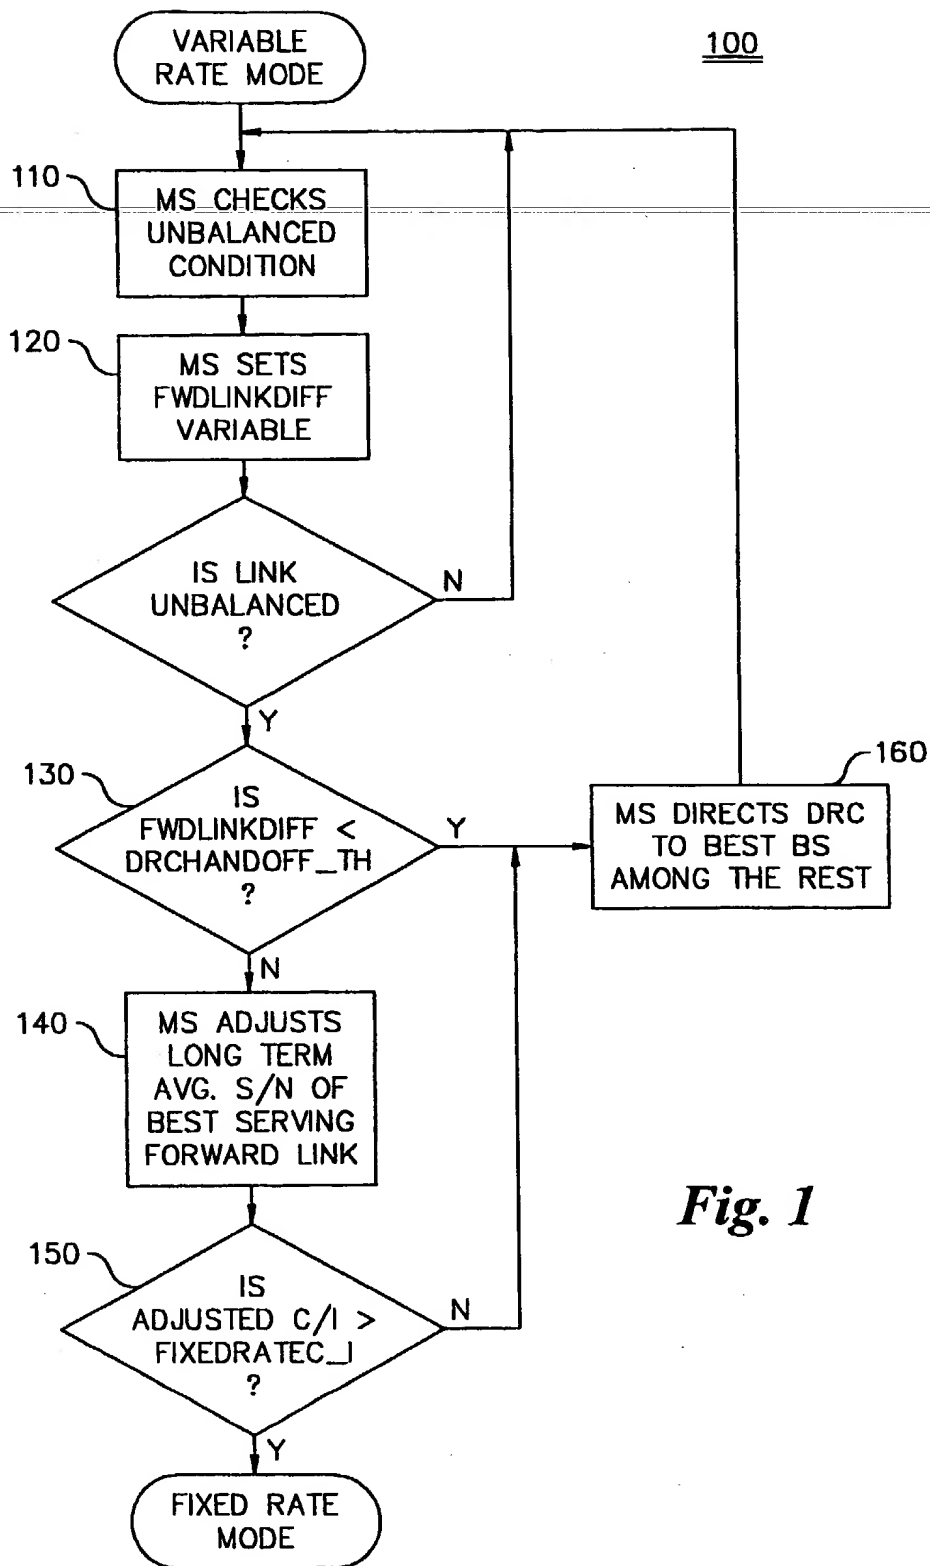 VARIABLE
RATE MODE
100
110
MS CHECKS
UNBALANCED
CONDITION
120
MS SETS
FWDLINKDIFF
VARIABLE
IS LINK
UNBALANCED
?
N
Y
130
IS
FWDLINKDIFF <
DRCHANDOFF_TH
?
Y
N
160
MS DIRECTS DRC
TO BEST BS
AMONG THE REST
140
MS ADJUSTS
LONG TERM
AVG. S/N OF
BEST SERVING
FORWARD LINK
150
IS
ADJUSTED C/I >
FIXEDRATEC_I
?
N
Y
FIXED RATE
MODE
Fig. 1